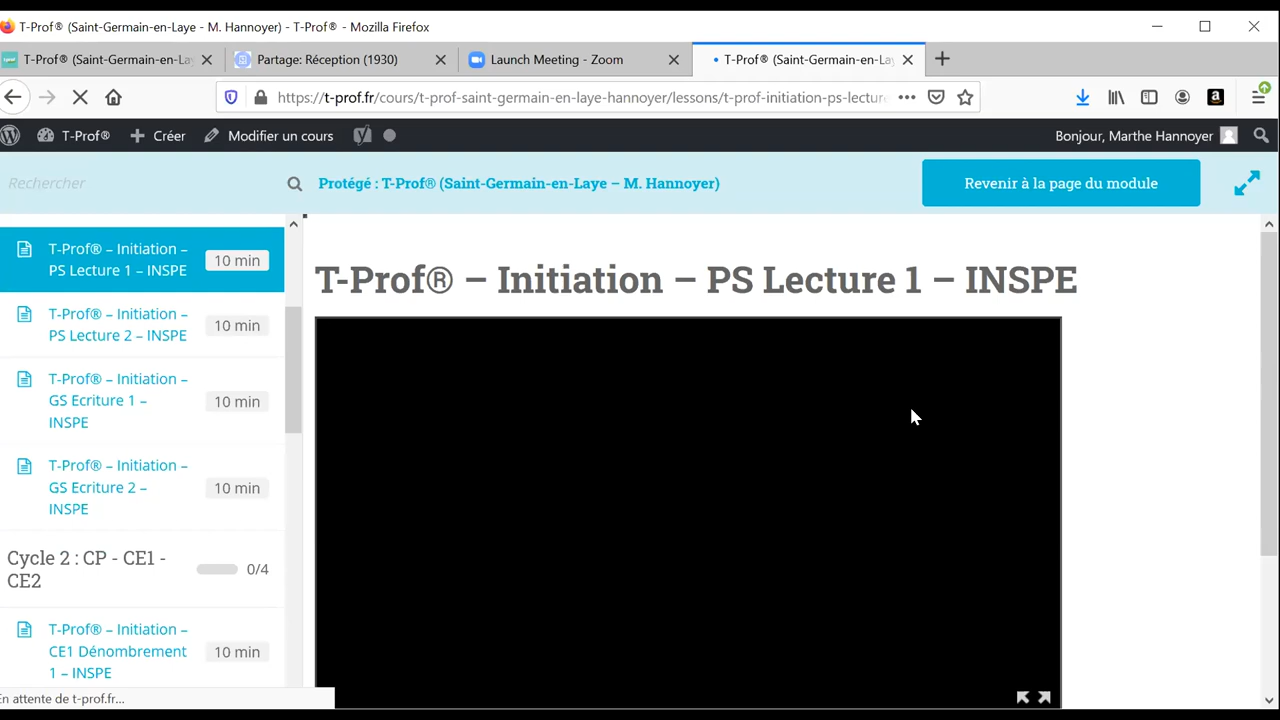 T-Prof® (Saint-Germain-en-Laye - M. Hannoyer) - T-Prof® - Mozilla Firefox
T-Prof® (Saint-Germain-en-La
Partage: Réception (1930)
Launch Meeting - Zoom
T-Prof® (Saint-Germain-en-La
https://t-prof.fr/cours/t-prof-saint-germain-en-laye-hannoyer/lessons/t-prof-initiation-ps-lecture
T-Prof® Créer Modifier un cours Bonjour, Marthe Hannoyer
Rechercher
Protégé : T-Prof® (Saint-Germain-en-Laye – M. Hannoyer)
Revenir à la page du module
T-Prof® – Initiation –
PS Lecture 1 – INSPE
10 min
T-Prof® – Initiation –
PS Lecture 2 – INSPE
10 min
T-Prof® – Initiation –
GS Ecriture 1 –
INSPE
10 min
T-Prof® – Initiation –
GS Ecriture 2 –
INSPE
10 min
Cycle 2 : CP - CE1 -
CE2
0/4
T-Prof® – Initiation –
CE1 Dénombrement
1 – INSPE
10 min
T-Prof® – Initiation – PS Lecture 1 – INSPE
En attente de t-prof.fr...